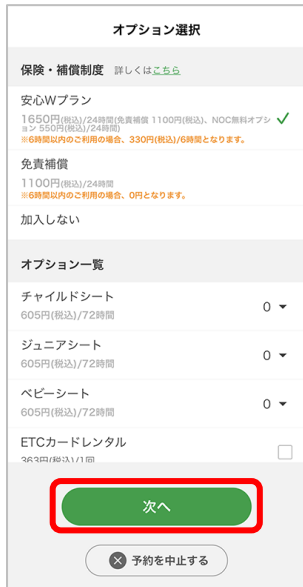 オプション選択
保険・補償制度 詳しくはこちら
安心Wプラン
1650円(税込)/24時間(免責補償 1100円(税込)、NOC無料オプシ
ョン 550円(税込)/24時間)
※6時間以内のご利用の場合、330円(税込)/6時間となります。
免責補償
1100円(税込)/24時間
※6時間以内のご利用の場合、0円となります。
加入しない
オプション一覧
チャイルドシート
605円(税込)/72時間
0
ジュニアシート
605円(税込)/72時間
0
ベビーシート
605円(税込)/72時間
0
ETCカードレンタル
363円(税込)/1回
次へ
予約を中止する